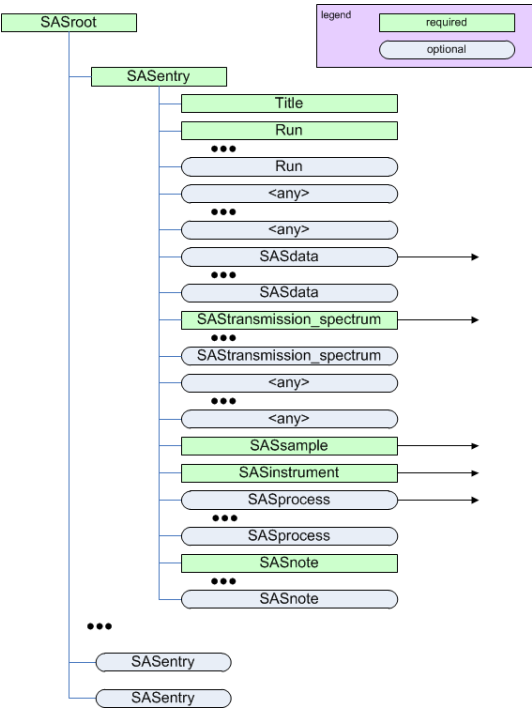 legend
required
optional
SASroot
SASentry
Title
Run
•••
Run
<any>
•••
<any>
SASdata
•••
SASdata
SAStransmission_spectrum
•••
SAStransmission_spectrum
<any>
•••
<any>
SASsample
SASinstrument
SASprocess
•••
SASprocess
SASnote
•••
SASnote
•••
SASentry
SASentry